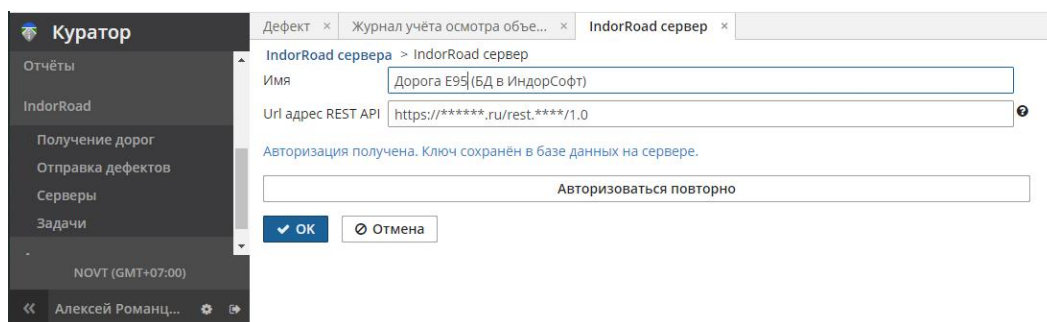 Куратор
Отчёты
IndorRoad
Получение дорог
Отправка дефектов
Серверы
Задачи
NOVT (GMT+07:00)
Алексей Романц...
Дефект × Журнал учёта осмотра объе... × IndorRoad сервер ×
IndorRoad сервера > IndorRoad сервер
Имя Дорога E95 (БД в ИндорСофт)
Url адрес REST API https://******.ru/rest.****/1.0
Авторизация получена. Ключ сохранён в базе данных на сервере.
Авторизоваться повторно
OK Отмена